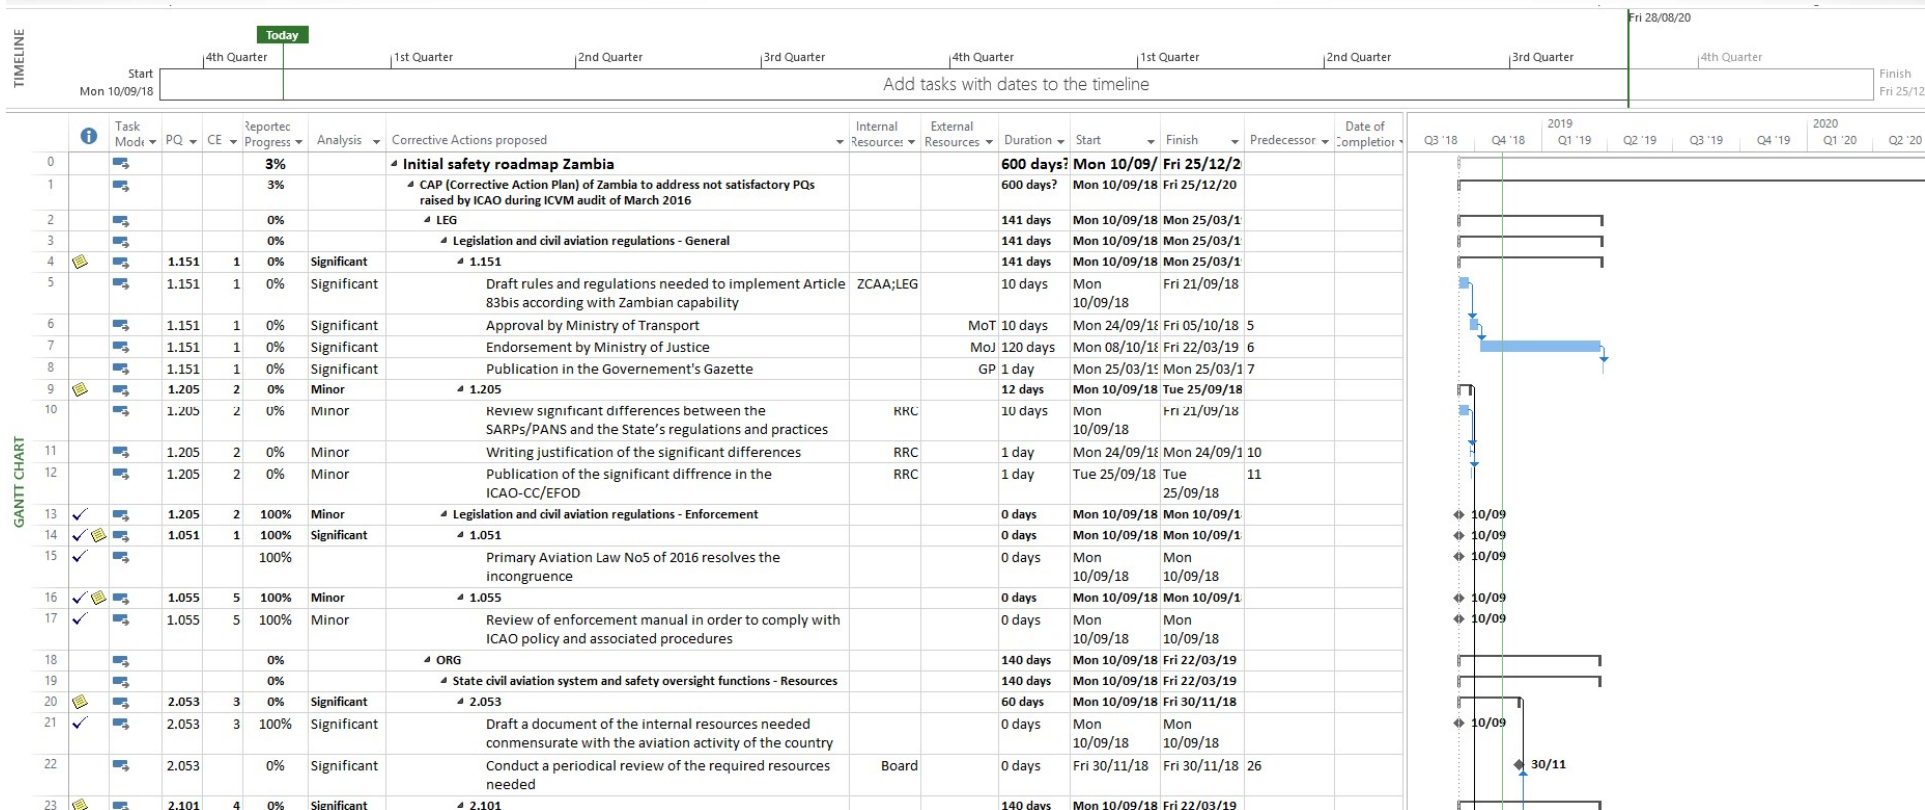 Fri 28/08/20
Today
4th Quarter 1st Quarter 2nd Quarter 3rd Quarter 4th Quarter 1st Quarter 2nd Quarter 3rd Quarter 4th Quarter
TIMELINE
Start
Mon 10/09/18
Add tasks with dates to the timeline
Finish
Fri 25/12
Task Mode PQ CE Reported Progress Analysis Corrective Actions proposed Internal Resources External Resources Duration Start Finish Predecessor Date of Completion
2019 2020
Q3 '18 Q4 '18 Q1 '19 Q2 '19 Q3 '19 Q4 '19 Q1 '20 Q2 '20
GANTT CHART
0 3% Initial safety roadmap Zambia 600 days? Mon 10/09/ Fri 25/12/2
1 3% CAP (Corrective Action Plan) of Zambia to address not satisfactory PQs 600 days? Mon 10/09/18 Fri 25/12/20
raised by ICAO during ICVM audit of March 2016
2 0% LEG 141 days Mon 10/09/18 Mon 25/03/1
3 0% Legislation and civil aviation regulations - General 141 days Mon 10/09/18 Mon 25/03/1
4 1.151 1 0% Significant 1.151 141 days Mon 10/09/18 Mon 25/03/1
5 1.151 1 0% Significant Draft rules and regulations needed to implement Article ZCAA;LEG 10 days Mon Fri 21/09/18
83bis according with Zambian capability 10/09/18
6 1.151 1 0% Significant Approval by Ministry of Transport MoT 10 days Mon 24/09/18 Fri 05/10/18 5
7 1.151 1 0% Significant Endorsement by Ministry of Justice MoJ 120 days Mon 08/10/18 Fri 22/03/19 6
8 1.151 1 0% Significant Publication in the Governement's Gazette GP 1 day Mon 25/03/19 Mon 25/03/1 7
9 1.205 2 0% Minor 1.205 12 days Mon 10/09/18 Tue 25/09/18
10 1.205 2 0% Minor Review significant differences between the RRC 10 days Mon Fri 21/09/18
SARPs/PANS and the State's regulations and practices 10/09/18
11 1.205 2 0% Minor Writing justification of the significant differences RRC 1 day Mon 24/09/18 Mon 24/09/1 10
12 1.205 2 0% Minor Publication of the significant diffrence in the RRC 1 day Tue 25/09/18 Tue 11
ICAO-CC/EFOD 25/09/18
13 1.205 2 100% Minor Legislation and civil aviation regulations - Enforcement 0 days Mon 10/09/18 Mon 10/09/1 10/09
14 1.051 1 100% Significant 1.051 0 days Mon 10/09/18 Mon 10/09/1 10/09
15 100% Primary Aviation Law No5 of 2016 resolves the 0 days Mon Mon 10/09
incongruence 10/09/18 10/09/18
16 1.055 5 100% Minor 1.055 0 days Mon 10/09/18 Mon 10/09/1 10/09
17 1.055 5 100% Minor Review of enforcement manual in order to comply with 0 days Mon Mon 10/09
ICAO policy and associated procedures 10/09/18 10/09/18
18 0% ORG 140 days Mon 10/09/18 Fri 22/03/19
19 0% State civil aviation system and safety oversight functions - Resources 140 days Mon 10/09/18 Fri 22/03/19
20 2.053 3 0% Significant 2.053 60 days Mon 10/09/18 Fri 30/11/18
21 2.053 3 100% Significant Draft a document of the internal resources needed 0 days Mon Mon 10/09
conmensurate with the aviation activity of the country 10/09/18 10/09/18
22 2.053 0% Significant Conduct a periodical review of the required resources Board 0 days Fri 30/11/18 Fri 30/11/18 26 30/11
needed
23 2.101 4 0% Significant 2.101 140 days Mon 10/09/18 Fri 22/03/19